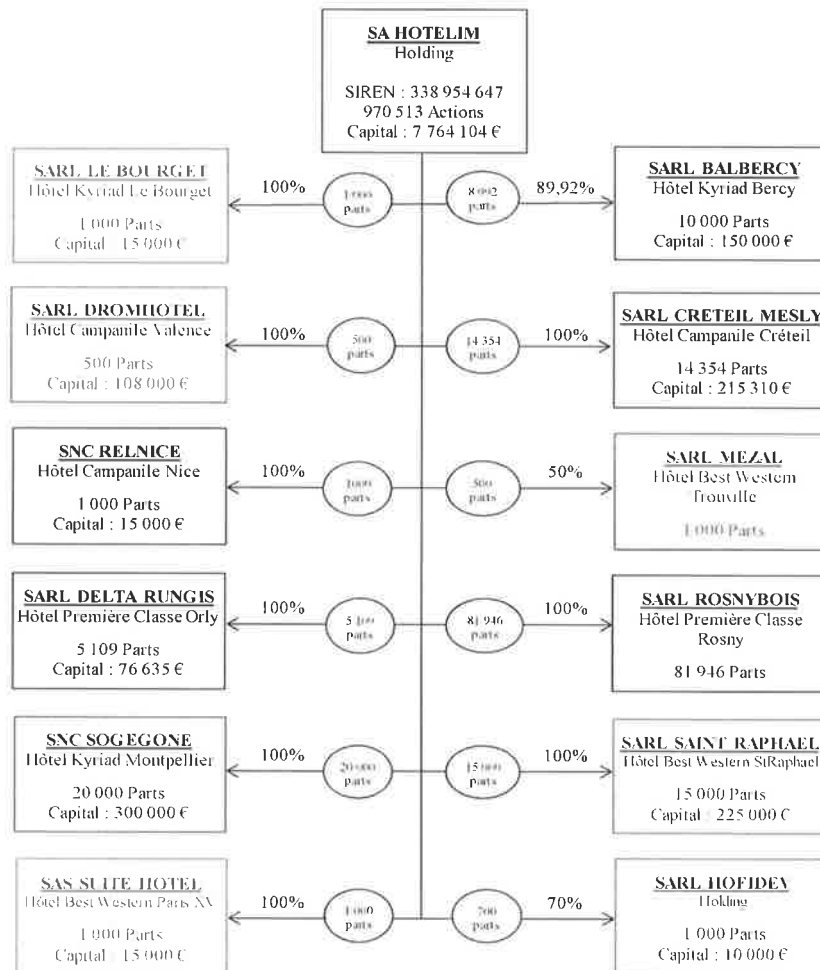 SA HOTELIM
Holding
SIREN : 338 954 647
970 513 Actions
Capital : 7 764 104 €
SARL LE BOURGET
Hôtel Kyriad Le Bourget
1 000 Parts
Capital : 15 000 €
100%
1 000
parts
8 992
parts
89,92%
SARL BALBERCY
Hôtel Kyriad Bercy
10 000 Parts
Capital : 150 000 €
SARL DROMHOTEL
Hôtel Campanile Valence
500 Parts
Capital : 108 000 €
100%
500
parts
14 354
parts
100%
SARL CRETEIL MESLY
Hôtel Campanile Créteil
14 354 Parts
Capital : 215 310 €
SNC RELNICE
Hôtel Campanile Nice
1 000 Parts
Capital : 15 000 €
100%
1000
parts
500
parts
50%
SARL MEZAL
Hôtel Best Western
Trouville
1 000 Parts
SARL DELTA RUNGIS
Hôtel Première Classe Orly
5 109 Parts
Capital : 76 635 €
100%
5 109
parts
81 946
parts
100%
SARL ROSNYBOIS
Hôtel Première Classe
Rosny
81 946 Parts
SNC SOGEGONE
Hôtel Kyriad Montpellier
20 000 Parts
Capital : 300 000 €
100%
20 000
parts
15 000
parts
100%
SARL SAINT RAPHAEL
Hôtel Best Western StRaphael
15 000 Parts
Capital : 225 000 €
SAS SUITE HOTEL
Hôtel Best Western Paris XV
1 000 Parts
Capital : 15 000 €
100%
1 000
parts
700
parts
70%
SARL HOFIDEV
Holding
1 000 Parts
Capital : 10 000 €